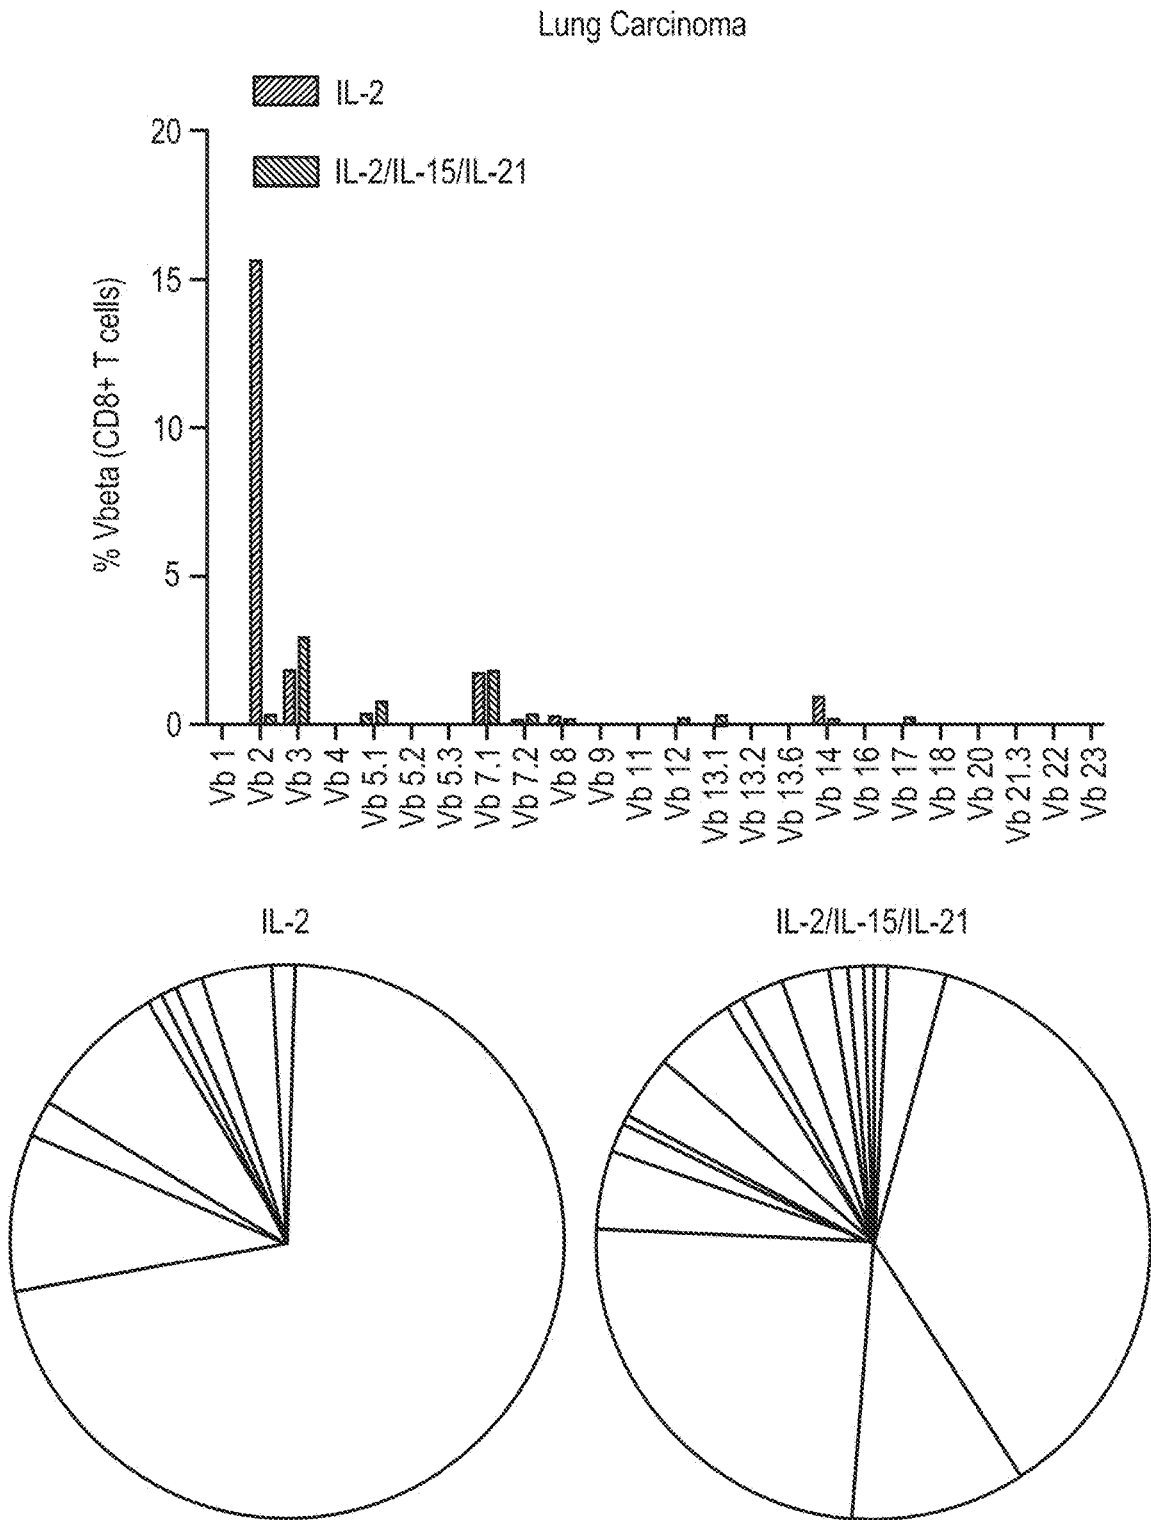 Lung Carcinoma
IL-2
IL-2/IL-15/IL-21
% Vbeta (CD8+ T cells)
20
15
10
5
0
Vb 1
Vb 2
Vb 3
Vb 4
Vb 5.1
Vb 5.2
Vb 5.3
Vb 7.1
Vb 7.2
Vb 8
Vb 9
Vb 11
Vb 12
Vb 13.1
Vb 13.2
Vb 13.6
Vb 14
Vb 16
Vb 17
Vb 18
Vb 20
Vb 21.3
Vb 22
Vb 23
IL-2
IL-2/IL-15/IL-21